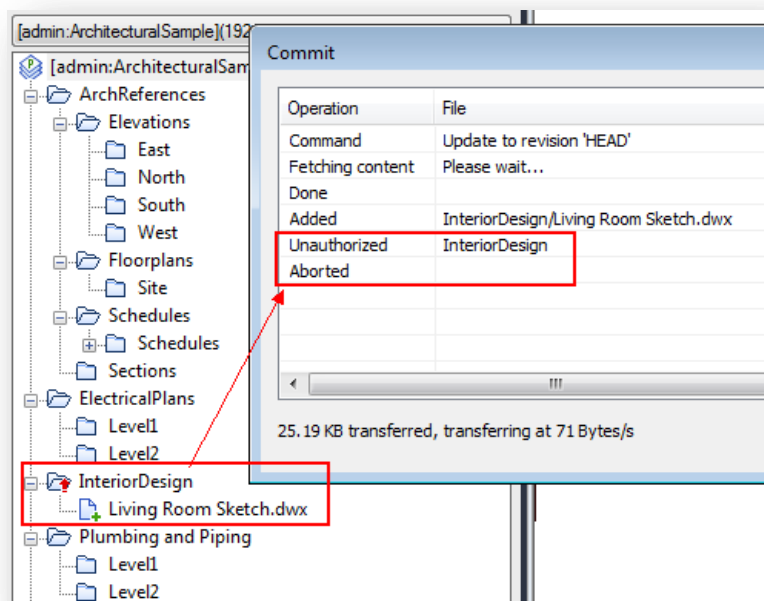 [admin:ArchitecturalSample](192
[admin:ArchitecturalSam
ArchReferences
Elevations
East
North
South
West
Floorplans
Site
Schedules
Schedules
Sections
ElectricalPlans
Level1
Level2
InteriorDesign
Living Room Sketch.dwx
Plumbing and Piping
Level1
Level2
Commit
Operation File
Command Update to revision 'HEAD'
Fetching content Please wait...
Done
Added InteriorDesign/Living Room Sketch.dwx
Unauthorized InteriorDesign
Aborted
25.19 KB transferred, transferring at 71 Bytes/s